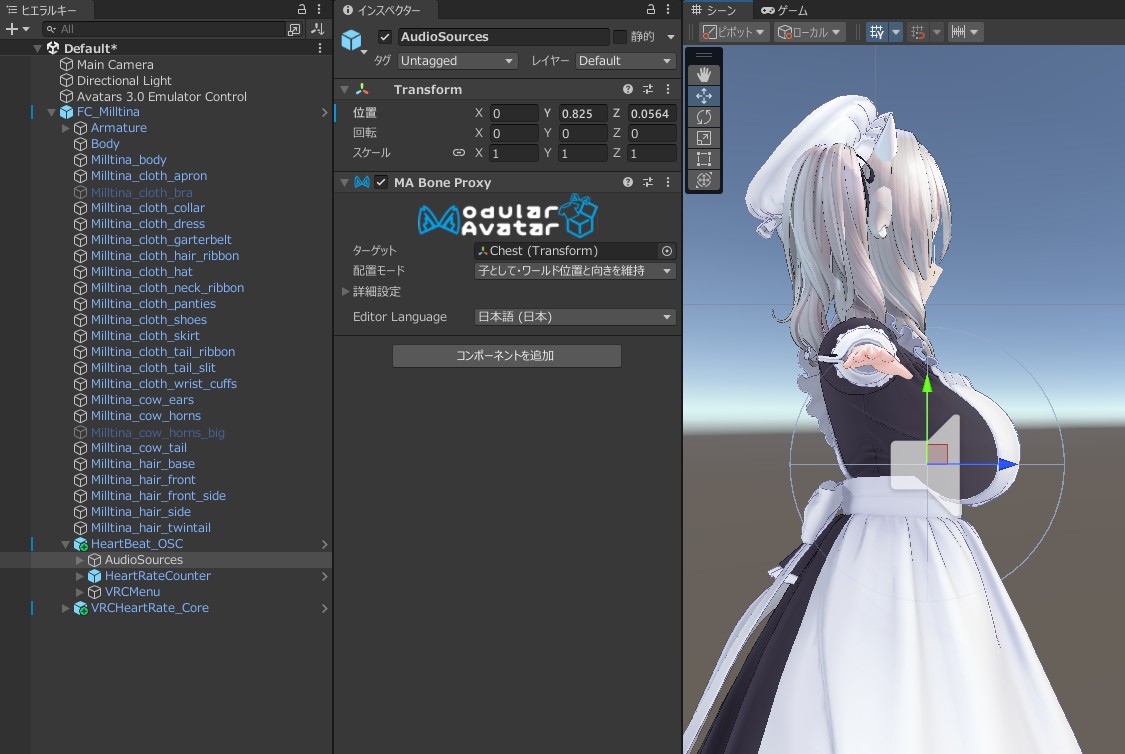 ヒエラルキー
All
Default*
Main Camera
Directional Light
Avatars 3.0 Emulator Control
FC_Milltina
Armature
Body
Milltina_body
Milltina_cloth_apron
Milltina_cloth_bra
Milltina_cloth_collar
Milltina_cloth_dress
Milltina_cloth_garterbelt
Milltina_cloth_hair_ribbon
Milltina_cloth_hat
Milltina_cloth_neck_ribbon
Milltina_cloth_panties
Milltina_cloth_shoes
Milltina_cloth_skirt
Milltina_cloth_tail_ribbon
Milltina_cloth_tail_slit
Milltina_cloth_wrist_cuffs
Milltina_cow_ears
Milltina_cow_horns
Milltina_cow_horns_big
Milltina_cow_tail
Milltina_hair_base
Milltina_hair_front
Milltina_hair_front_side
Milltina_hair_side
Milltina_hair_twintail
HeartBeat_OSC
AudioSources
HeartRateCounter
VRCMenu
VRCHeartRate_Core
インスペクター
AudioSources 静的
タグ Untagged レイヤー Default
Transform
位置 X 0 Y 0.825 Z 0.0564
回転 X 0 Y 0 Z 0
スケール X 1 Y 1 Z 1
MA Bone Proxy
Modular
Avatar
ターゲット Chest (Transform)
配置モード 子として・ワールド位置と向きを維持
詳細設定
Editor Language 日本語 (日本)
コンポーネントを追加
シーン ゲーム
ピボット ローカル